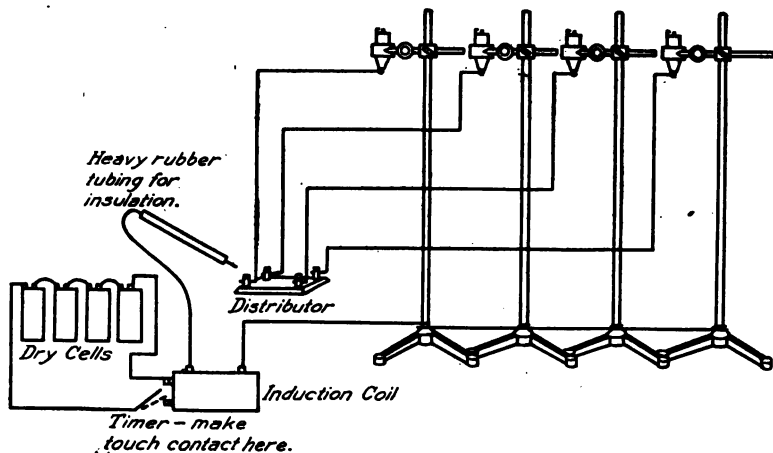 Heavy rubber
tubing for
insulation.
Distributor
Dry Cells
Induction Coil
Timer - make
touch contact here.